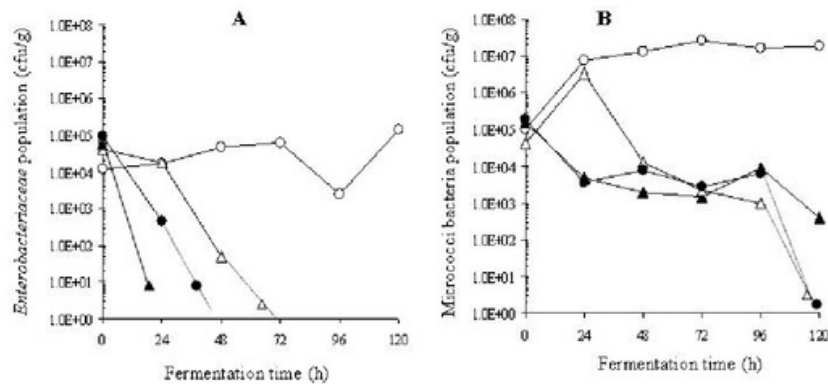 A
Enterobacteriaceae population (cfu/g)
1.0E+08
1.0E+07
1.0E+06
1.0E+05
1.0E+04
1.0E+03
1.0E+02
1.0E+01
1.0E+00
0 24 48 72 96 120
Fermentation time (h)
B
Micrococci bacteria population (cfu/g)
1.0E+08
1.0E+07
1.0E+06
1.0E+05
1.0E+04
1.0E+03
1.0E+02
1.0E+01
1.0E+00
0 24 48 72 96 120
Fermentation time (h)